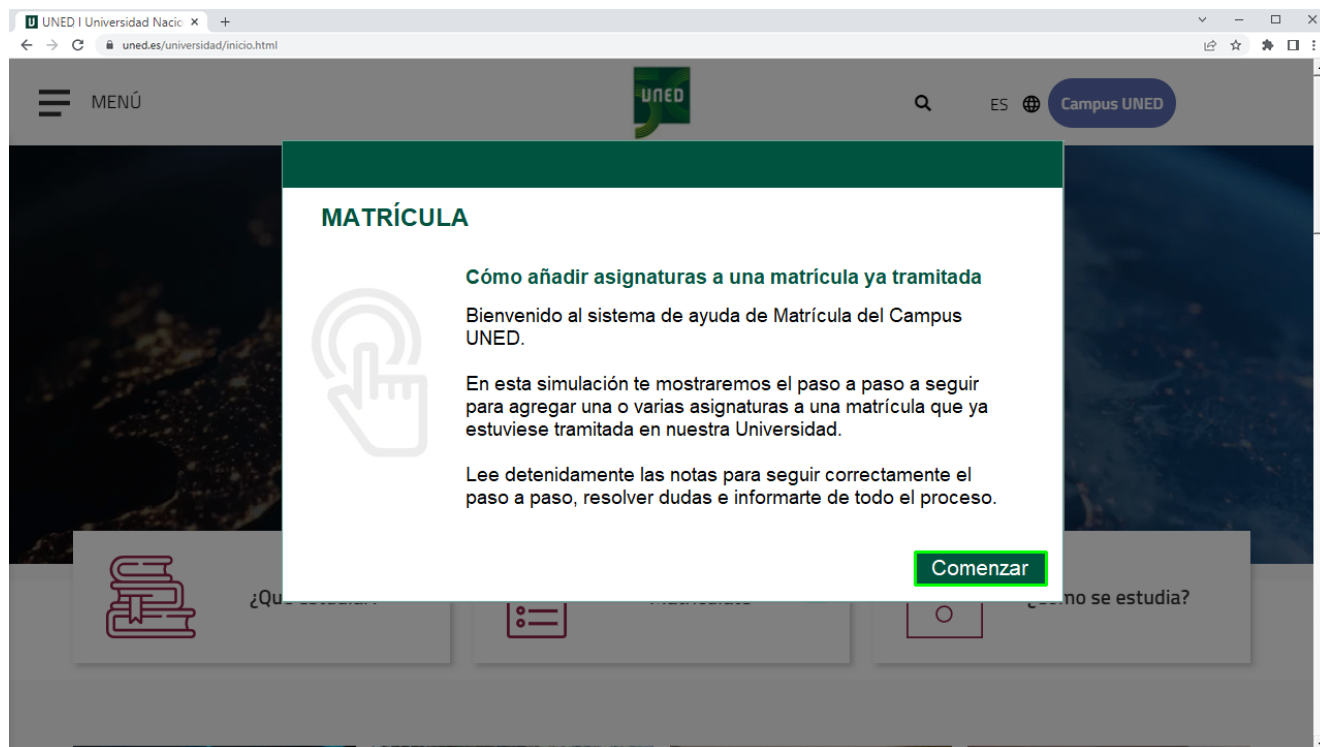 UNED I Universidad Nacio
uned.es/universidad/inicio.html
MENÚ
UNED
ES
Campus UNED
MATRÍCULA
Cómo añadir asignaturas a una matrícula ya tramitada
Bienvenido al sistema de ayuda de Matrícula del Campus
UNED.
En esta simulación te mostraremos el paso a paso a seguir
para agregar una o varias asignaturas a una matrícula que ya
estuviese tramitada en nuestra Universidad.
Lee detenidamente las notas para seguir correctamente el
paso a paso, resolver dudas e informarte de todo el proceso.
Comenzar
se estudia?